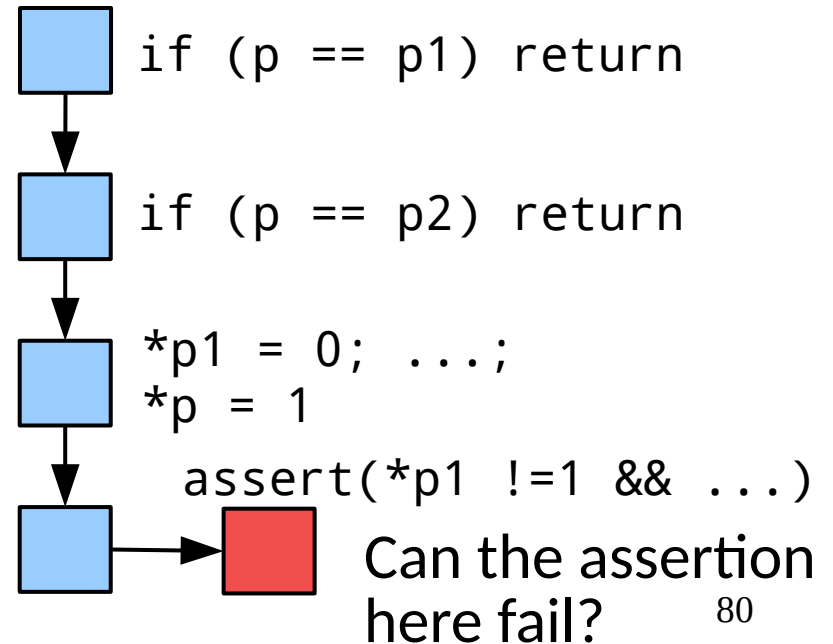 if (p == p1) return
if (p == p2) return
*p1 = 0; ...;
*p = 1
assert(*p1 !=1 && ...)
Can the assertion
here fail?
80